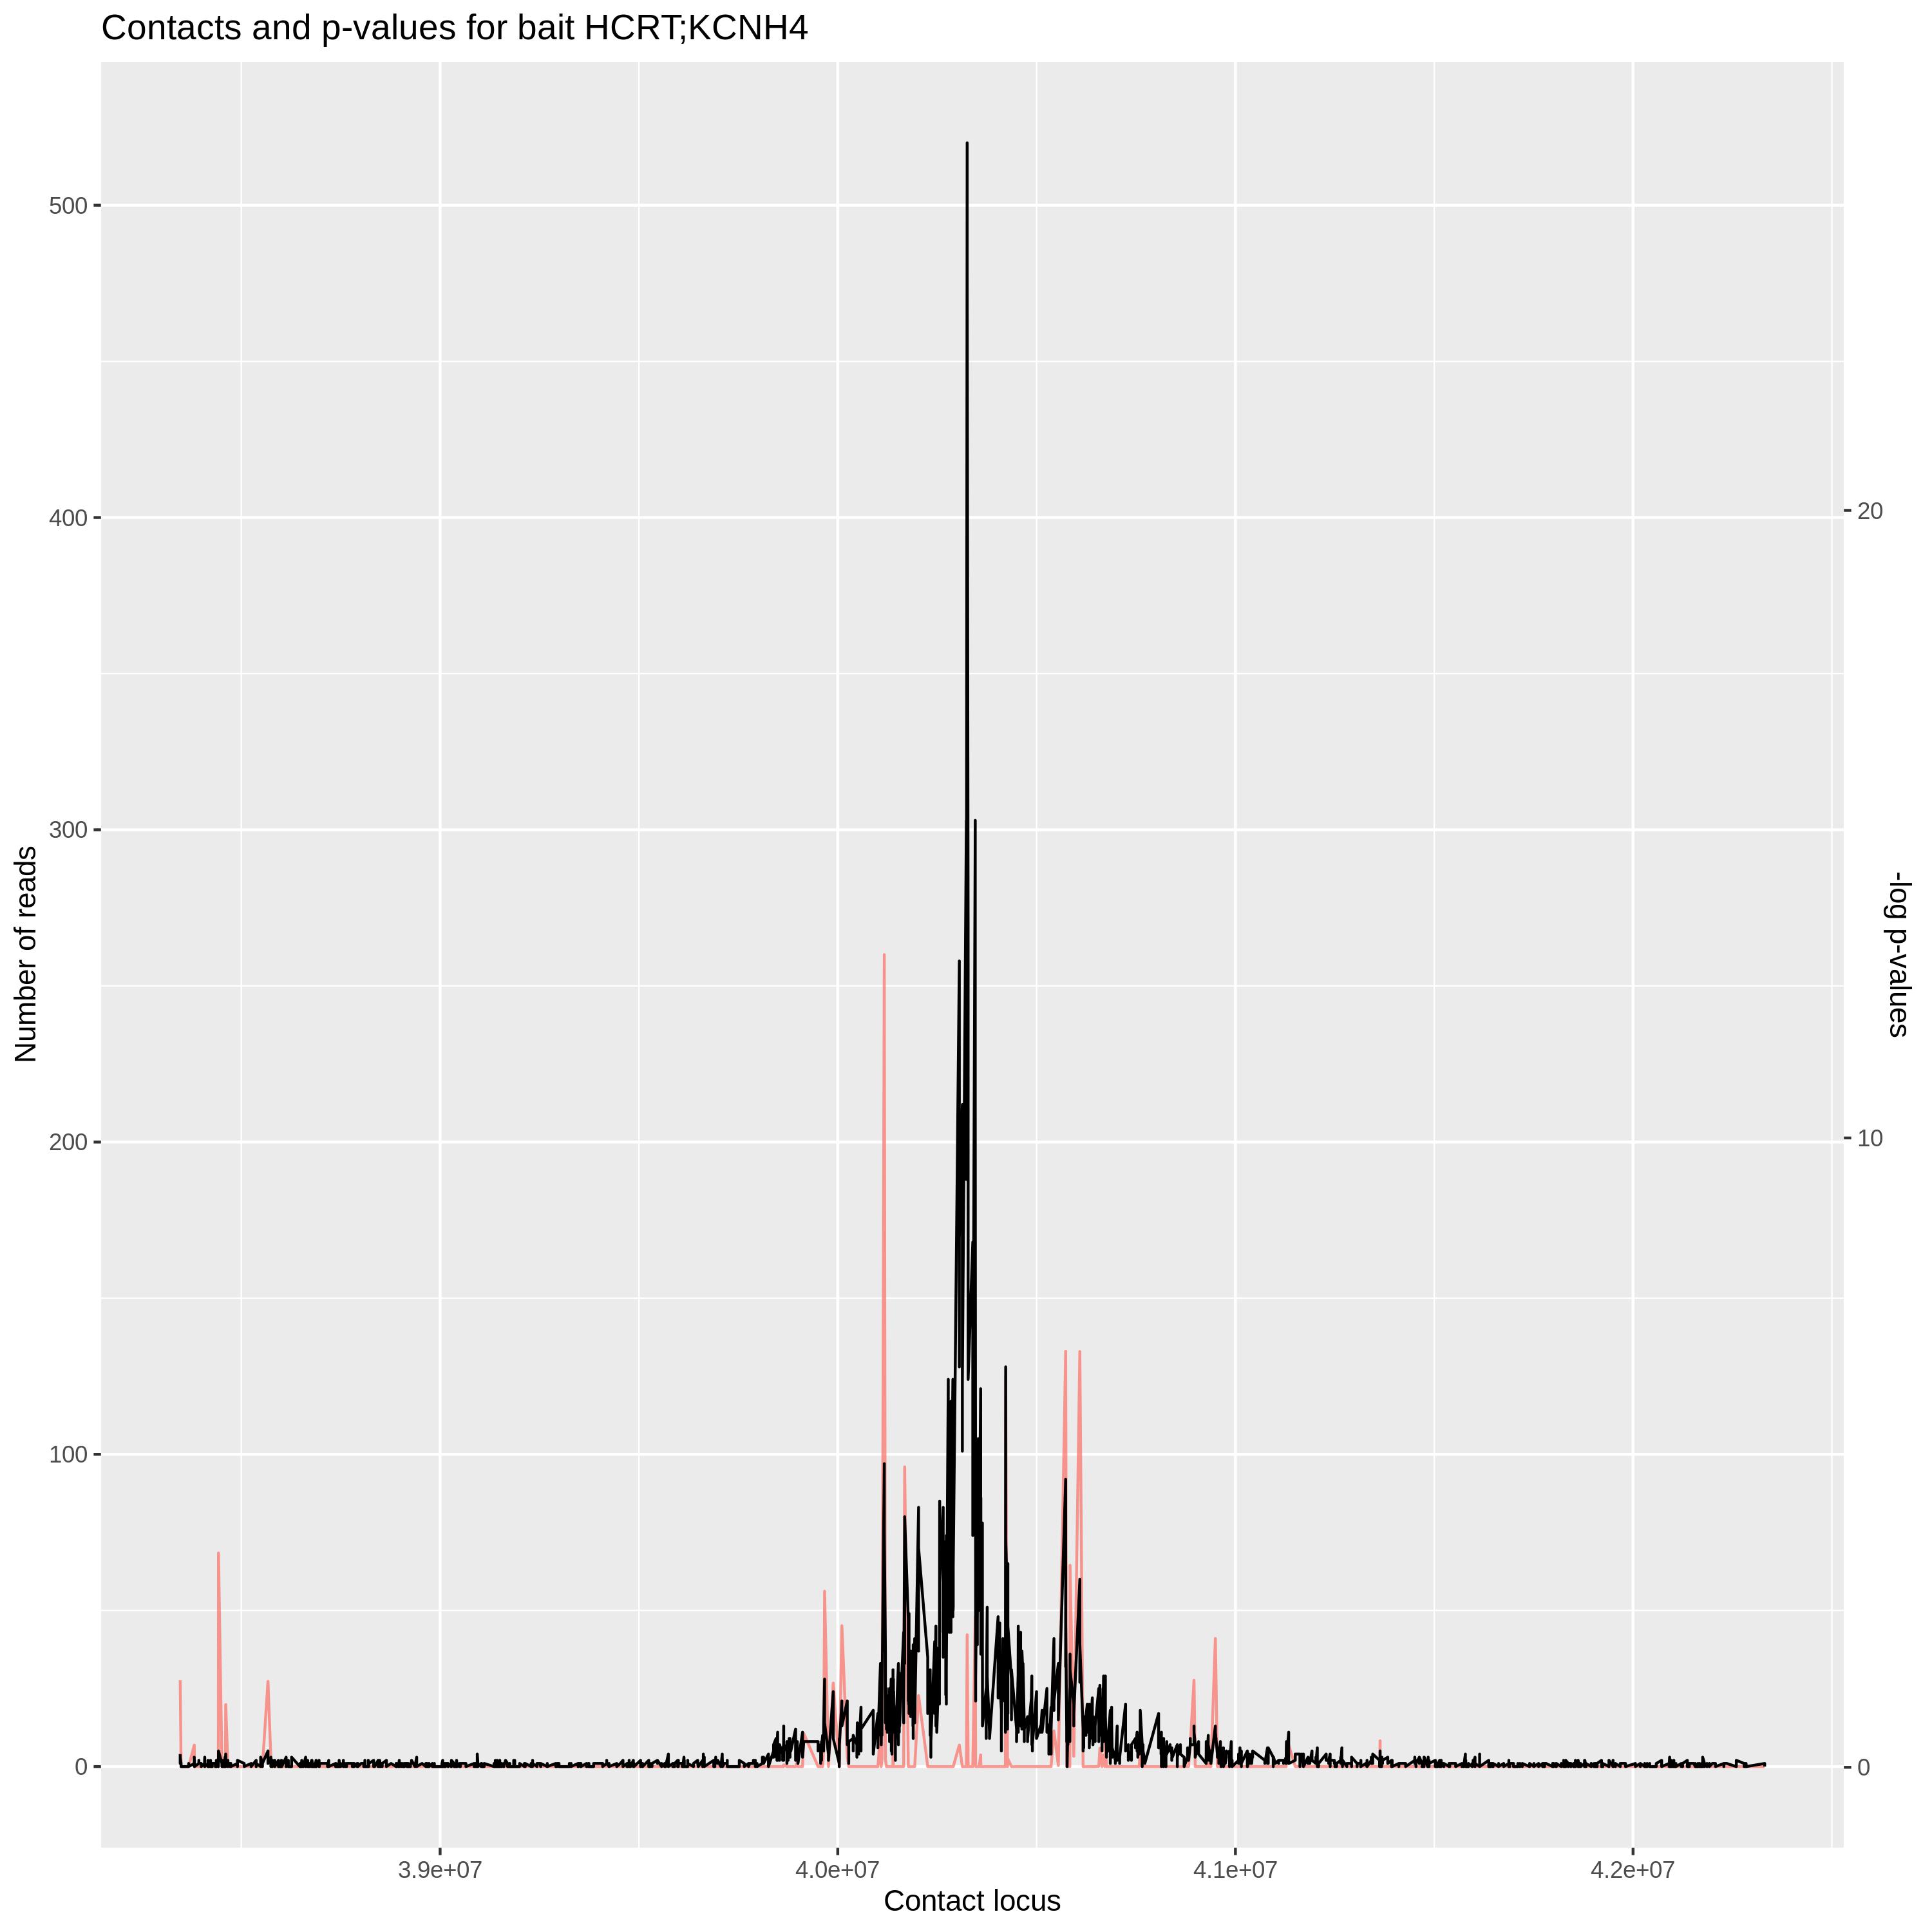 Contacts and p-values for bait HCRT;KCNH4
500
400
300
200
100
0
Number of reads
20
10
0
-log p-values
3.9e+07
4.0e+07
4.1e+07
4.2e+07
Contact locus